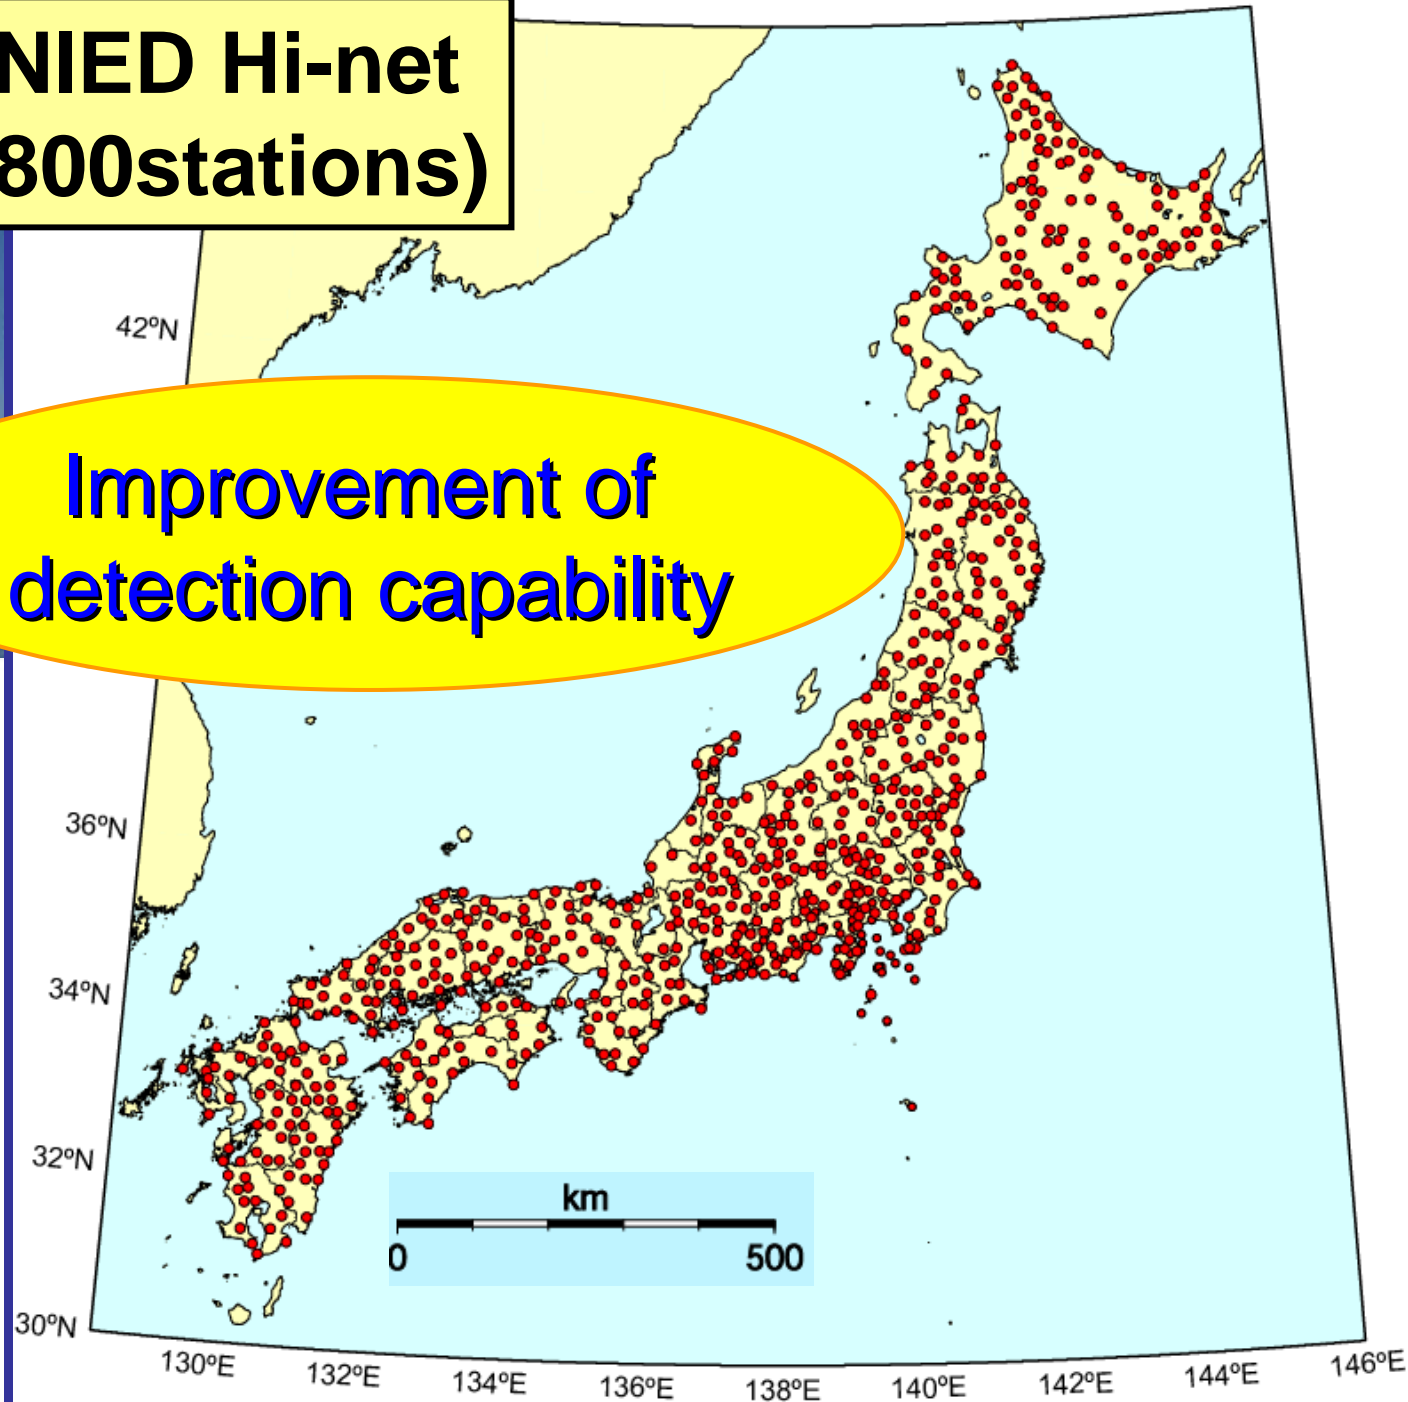 NIED Hi-net
800stations)
42ºN
Improvement of
detection capability
36ºN
34ºN
32ºN
30ºN
km
0 500
130ºE 132ºE 134ºE 136ºE 138ºE 140ºE 142ºE 144ºE 146ºE